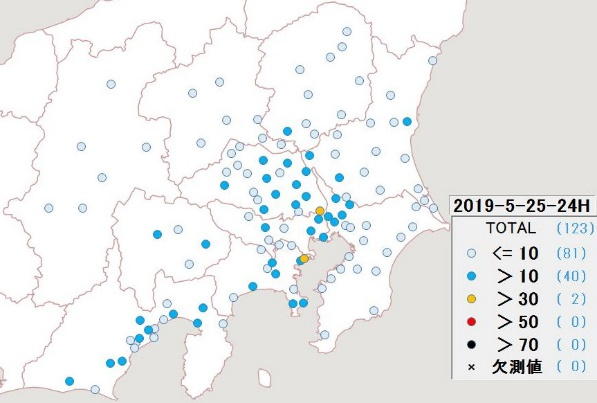 2019-5-25-24H
TOTAL (123)
<= 10 (81)
> 10 (40)
> 30 ( 2)
> 50 ( 0)
> 70 ( 0)
× 欠測値 ( 0)